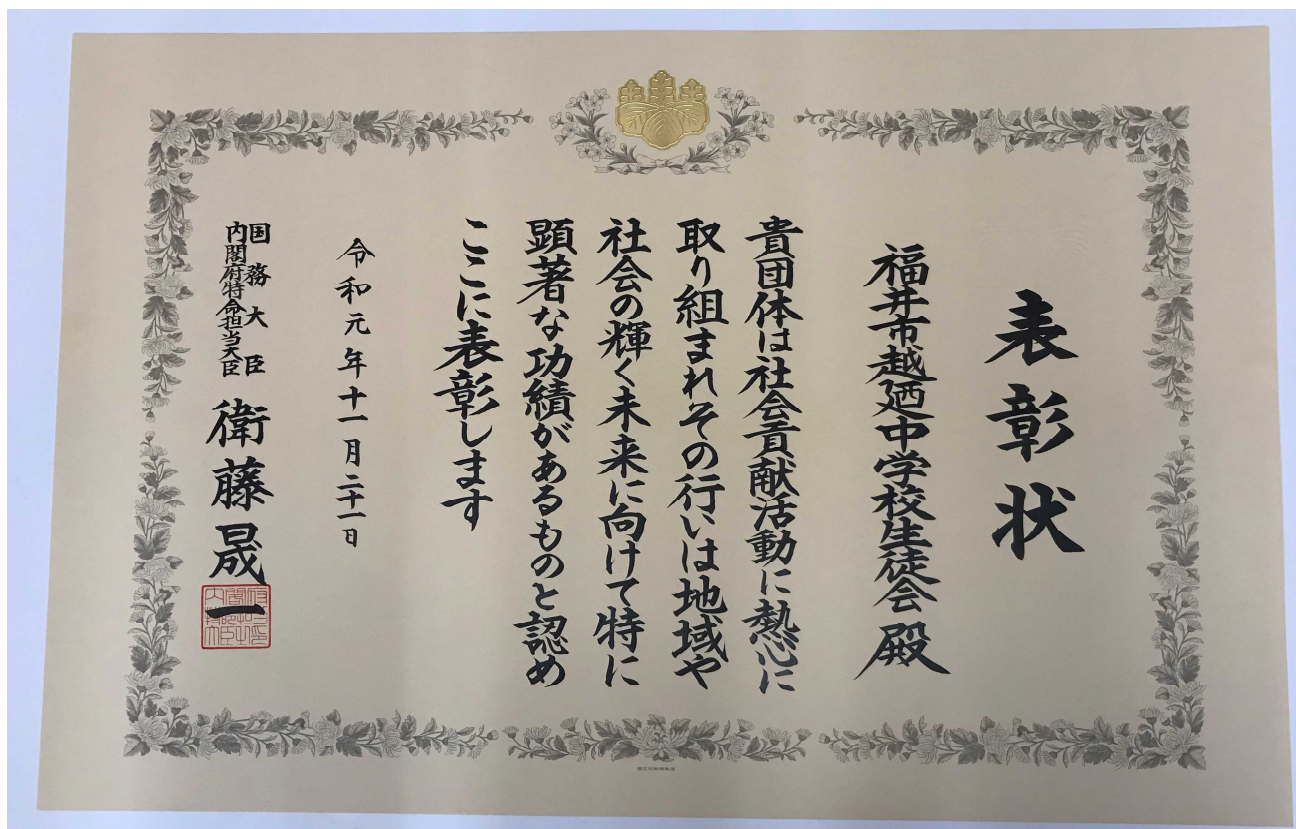 表彰状
福井市越廼中学校生徒会 殿
貴団体は社会貢献活動に熱心に
取り組まれその行いは地域や
社会の輝く未来に向けて特に
顕著な功績があるものと認め
ここに表彰します
令和元年十一月二十一日
国務大臣
内閣府特命担当大臣
衛藤晟一